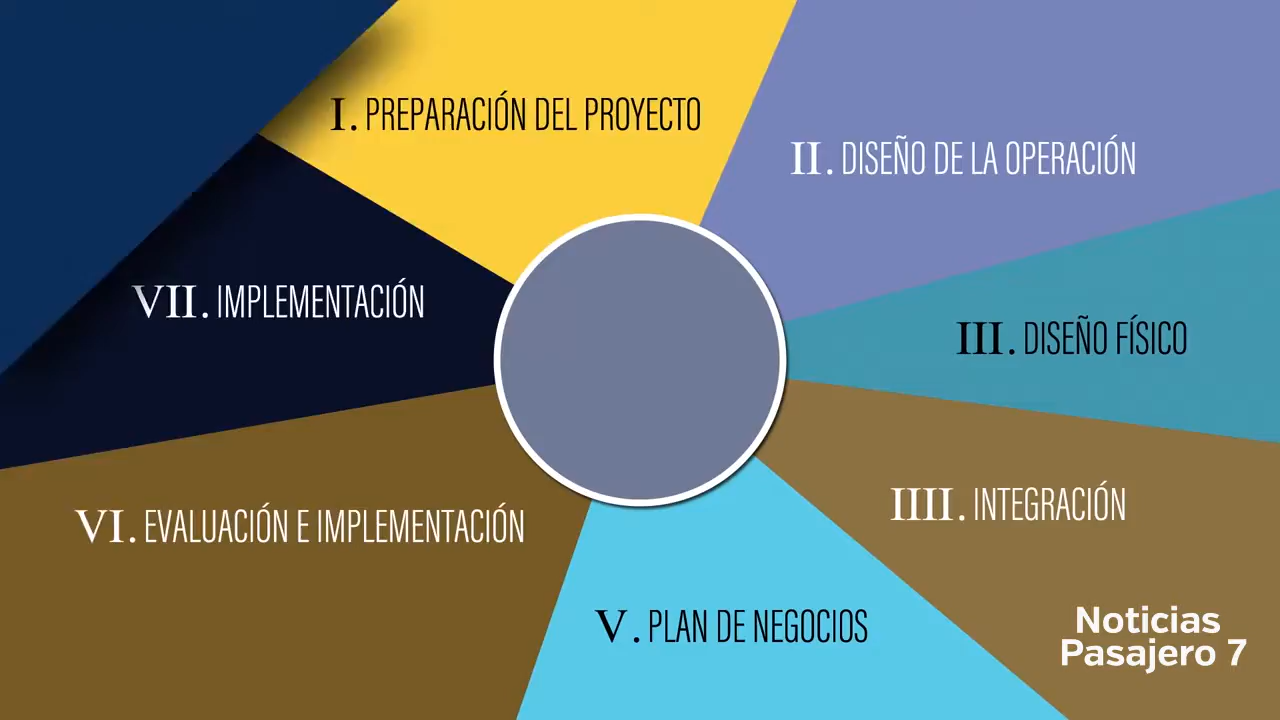 I. PREPARACIÓN DEL PROYECTO
II. DISEÑO DE LA OPERACIÓN
III. DISEÑO FÍSICO
IIII. INTEGRACIÓN
V. PLAN DE NEGOCIOS
VI. EVALUACIÓN E IMPLEMENTACIÓN
VII. IMPLEMENTACIÓN
Noticias
Pasajero 7